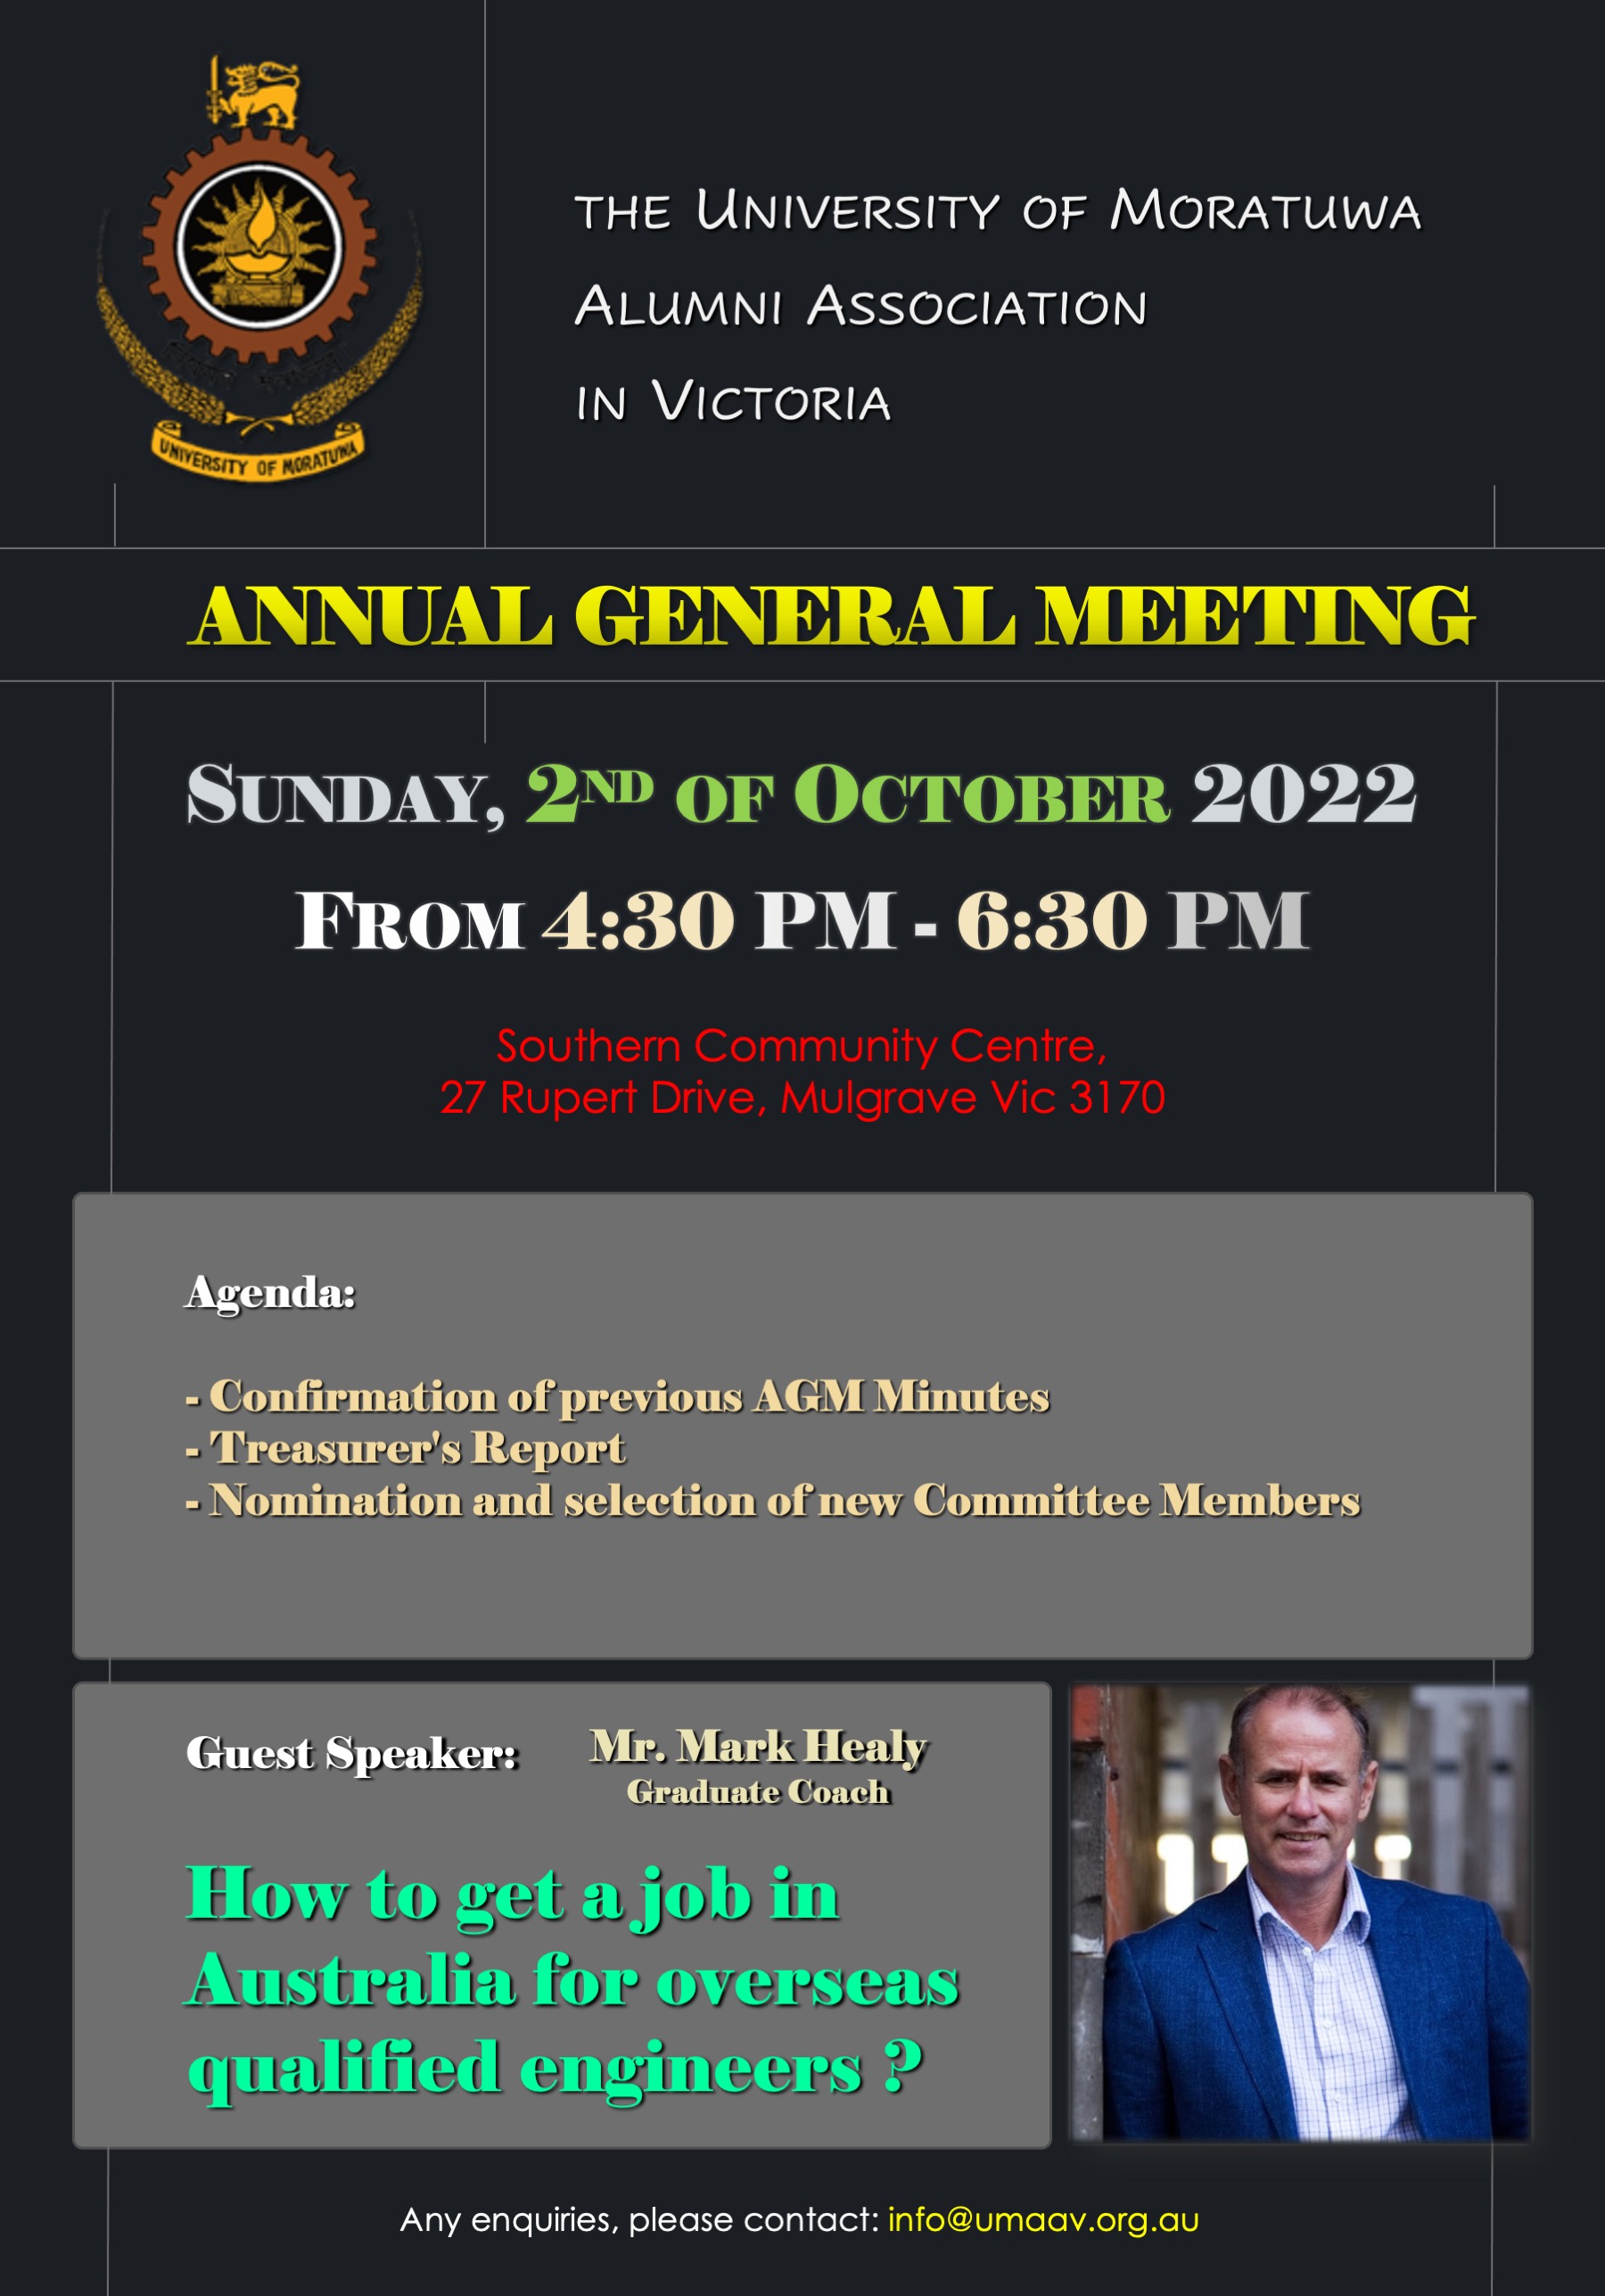 UNIVERSITY OF MORATUWA
THE UNIVERSITY OF MORATUWA
ALUMNI ASSOCIATION
IN VICTORIA
ANNUAL GENERAL MEETING
SUNDAY, 2ND OF OCTOBER 2022
FROM 4:30 PM - 6:30 PM
Southern Community Centre,
27 Rupert Drive, Mulgrave Vic 3170
Agenda:
- Confirmation of previous AGM Minutes
- Treasurer's Report
- Nomination and selection of new Committee Members
Guest Speaker: Mr. Mark Healy
Graduate Coach
How to get a job in
Australia for overseas
qualified engineers ?
Any enquiries, please contact: info@umaav.org.au